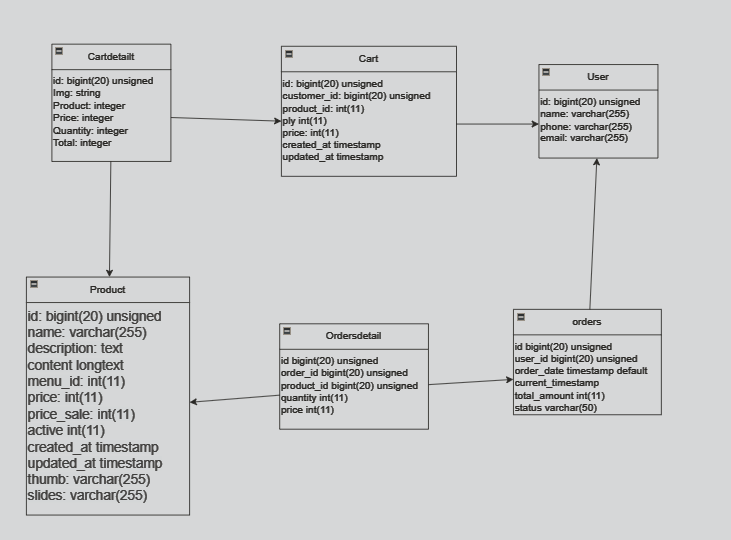 Cartdetailt
id: bigint(20) unsigned
Img: string
Product: integer
Price: integer
Quantity: integer
Total: integer
Cart
id: bigint(20) unsigned
customer_id: bigint(20) unsigned
product_id: int(11)
ply int(11)
price: int(11)
created_at timestamp
updated_at timestamp
User
id: bigint(20) unsigned
name: varchar(255)
phone: varchar(255)
email: varchar(255)
Product
id: bigint(20) unsigned
name: varchar(255)
description: text
content longtext
menu_id: int(11)
price: int(11)
price_sale: int(11)
active int(11)
created_at timestamp
updated_at timestamp
thumb: varchar(255)
slides: varchar(255)
Ordersdetail
id bigint(20) unsigned
order_id bigint(20) unsigned
product_id bigint(20) unsigned
quantity int(11)
price int(11)
orders
id bigint(20) unsigned
user_id bigint(20) unsigned
order_date timestamp default
current_timestamp
total_amount int(11)
status varchar(50)